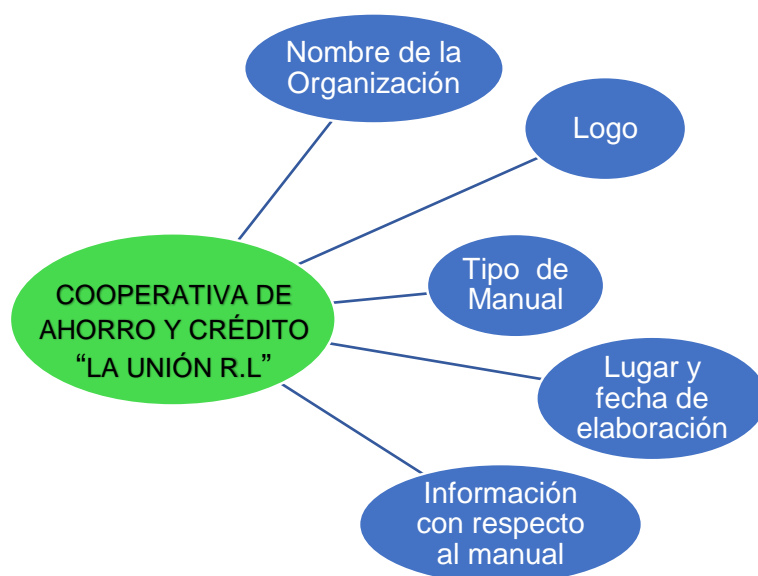 Nombre de la
Organización
Logo
COOPERATIVA DE
AHORRO Y CRÉDITO
“LA UNIÓN R.L”
Tipo de
Manual
Lugar y
fecha de
elaboración
Información
con respecto
al manual